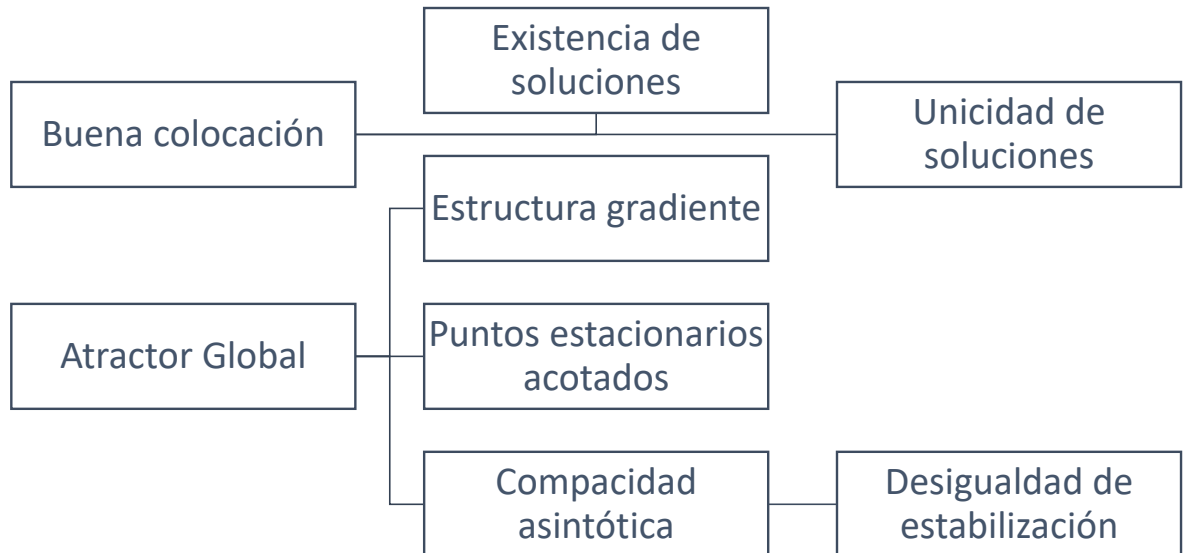 Existencia de
soluciones
Buena colocación
Unicidad de
soluciones
Estructura gradiente
Atractor Global
Puntos estacionarios
acotados
Compacidad
asintótica
Desigualdad de
estabilización